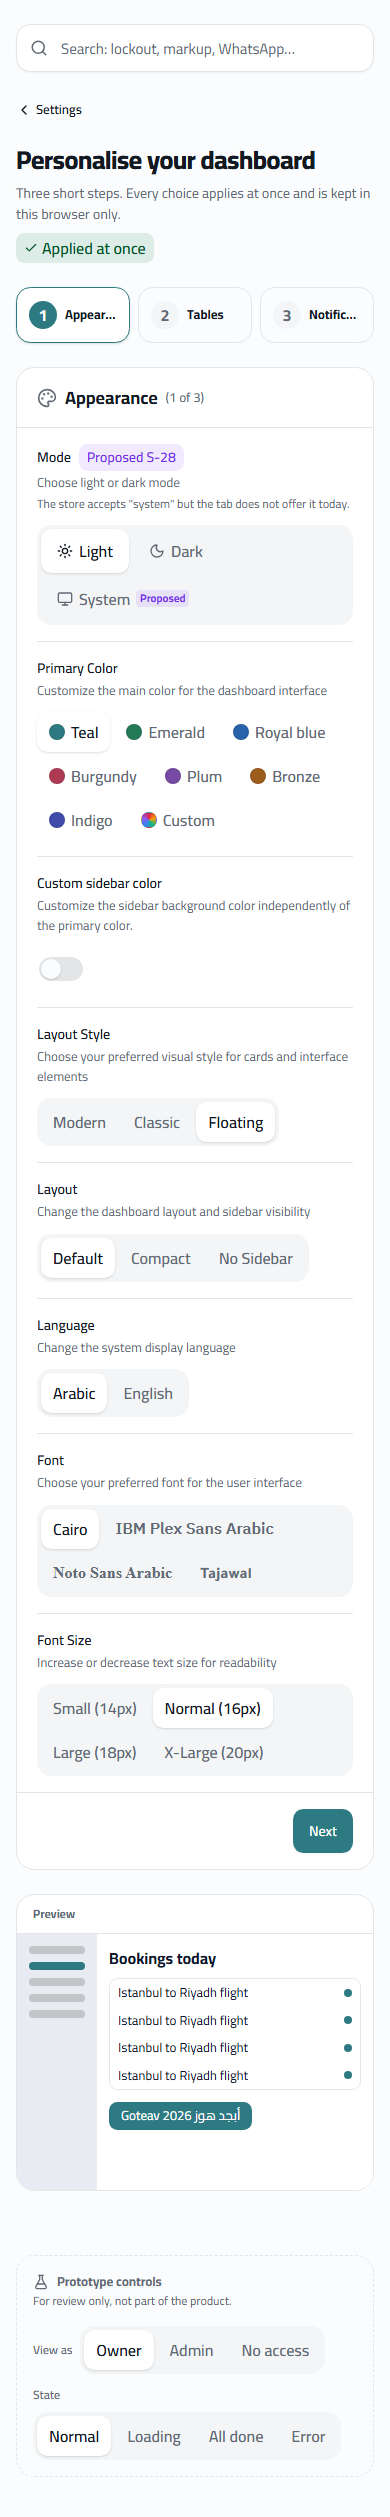 Search: lockout, markup, WhatsApp...
Settings
Personalise your dashboard
Three short steps. Every choice applies at once and is kept in
this browser only.
Applied at once
1 Appear... 2 Tables 3 Notific...
Appearance (1 of 3)
Mode Proposed S-28
Choose light or dark mode
The store accepts "system" but the tab does not offer it today.
Light Dark
System Proposed
Primary Color
Customize the main color for the dashboard interface
Teal Emerald Royal blue
Burgundy Plum Bronze
Indigo Custom
Custom sidebar color
Customize the sidebar background color independently of
the primary color.
Layout Style
Choose your preferred visual style for cards and interface
elements
Modern Classic Floating
Layout
Change the dashboard layout and sidebar visibility
Default Compact No Sidebar
Language
Change the system display language
Arabic English
Font
Choose your preferred font for the user interface
Cairo IBM Plex Sans Arabic
Noto Sans Arabic Tajawal
Font Size
Increase or decrease text size for readability
Small (14px) Normal (16px)
Large (18px) X-Large (20px)
Next
Preview
Bookings today
Istanbul to Riyadh flight
Istanbul to Riyadh flight
Istanbul to Riyadh flight
Istanbul to Riyadh flight
أبجد هوز Goteav 2026
Prototype controls
For review only, not part of the product.
View as Owner Admin No access
State
Normal Loading All done Error